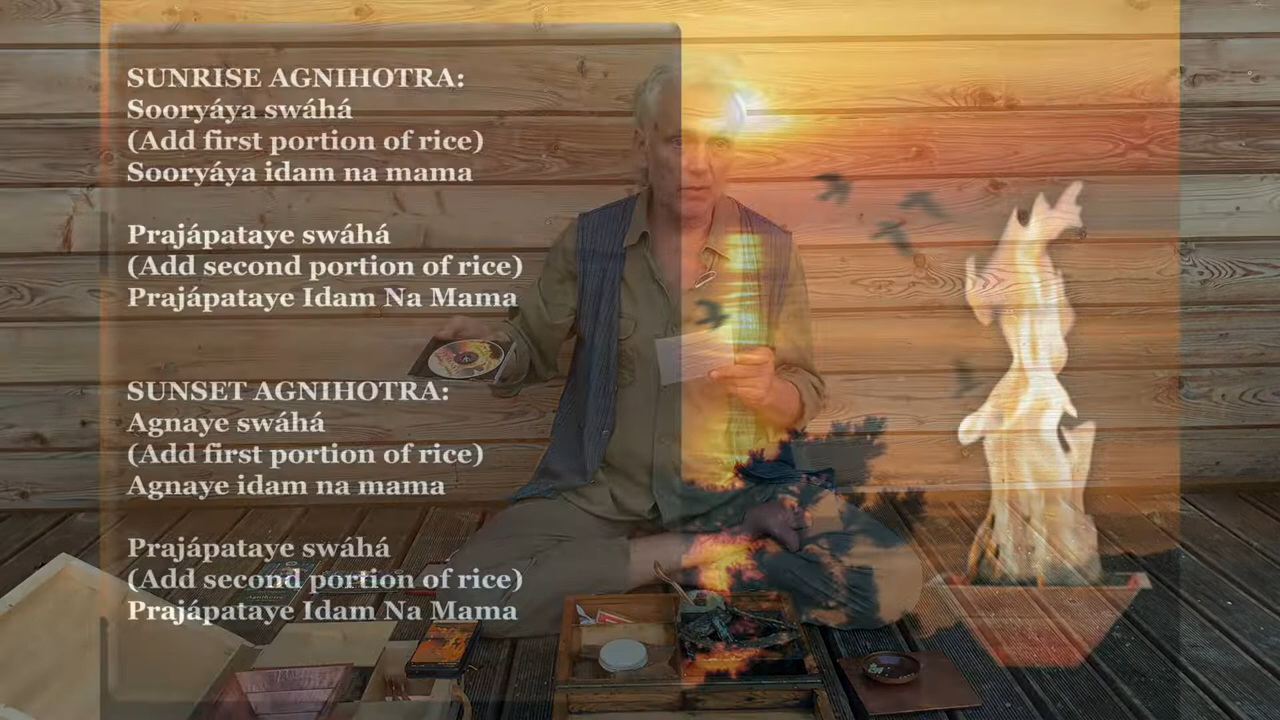 SUNRISE AGNIHOTRA:
Sooryáya swáhá
(Add first portion of rice)
Sooryáya idam na mama
Prajápataye swáhá
(Add second portion of rice)
Prajápataye Idam Na Mama
SUNSET AGNIHOTRA:
Agnaye swáhá
(Add first portion of rice)
Agnaye idam na mama
Prajápataye swáhá
(Add second portion of rice)
Prajápataye Idam Na Mama